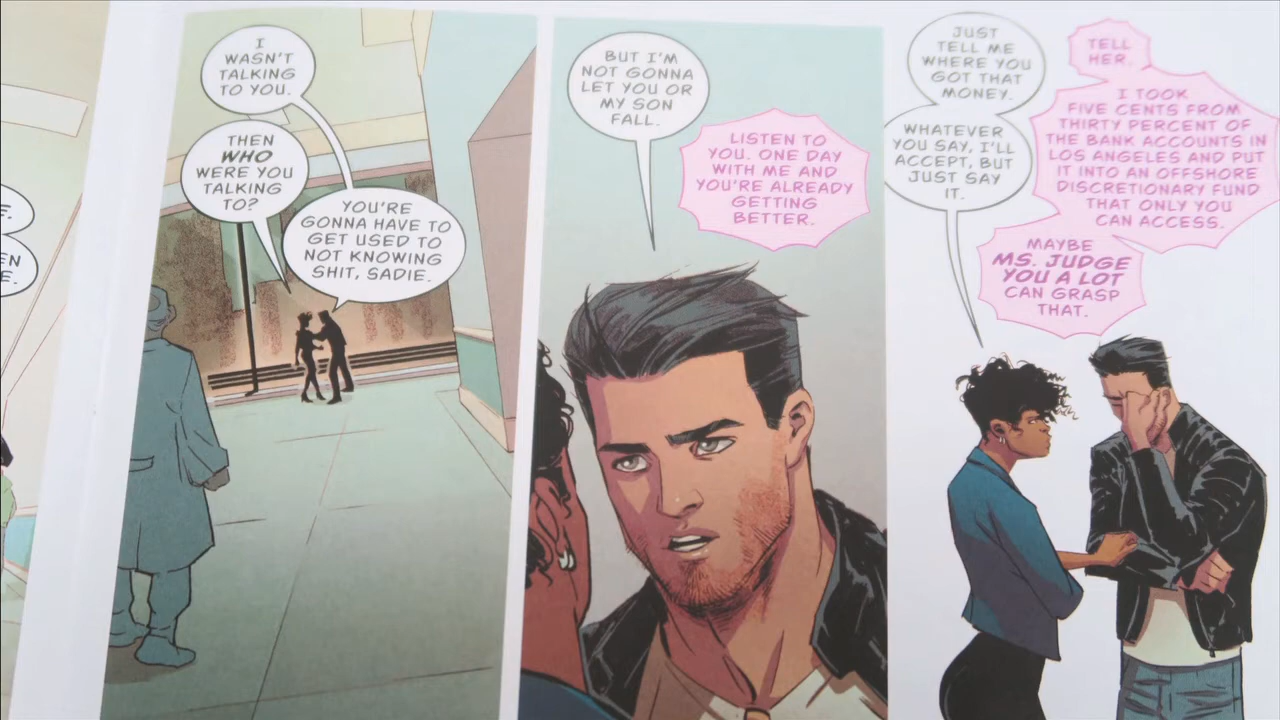 E.
EN
E.
I
WASN'T
TALKING
TO YOU.
THEN
WHO
WERE YOU
TALKING
TO?
YOU'RE
GONNA HAVE TO
GET USED TO
NOT KNOWING
SHIT, SADIE.
BUT I'M
NOT GONNA
LET YOU OR
MY SON
FALL.
LISTEN TO
YOU. ONE DAY
WITH ME AND
YOU'RE ALREADY
GETTING
BETTER.
JUST
TELL ME
WHERE YOU
GOT THAT
MONEY.
WHATEVER
YOU SAY, I'LL
ACCEPT, BUT
JUST SAY
IT.
TELL
HER.
I TOOK
FIVE CENTS FROM
THIRTY PERCENT OF
THE BANK ACCOUNTS IN
LOS ANGELES AND PUT
IT INTO AN OFFSHORE
DISCRETIONARY FUND
THAT ONLY YOU
CAN ACCESS.
MAYBE
MS. JUDGE
YOU A LOT
CAN GRASP
THAT.